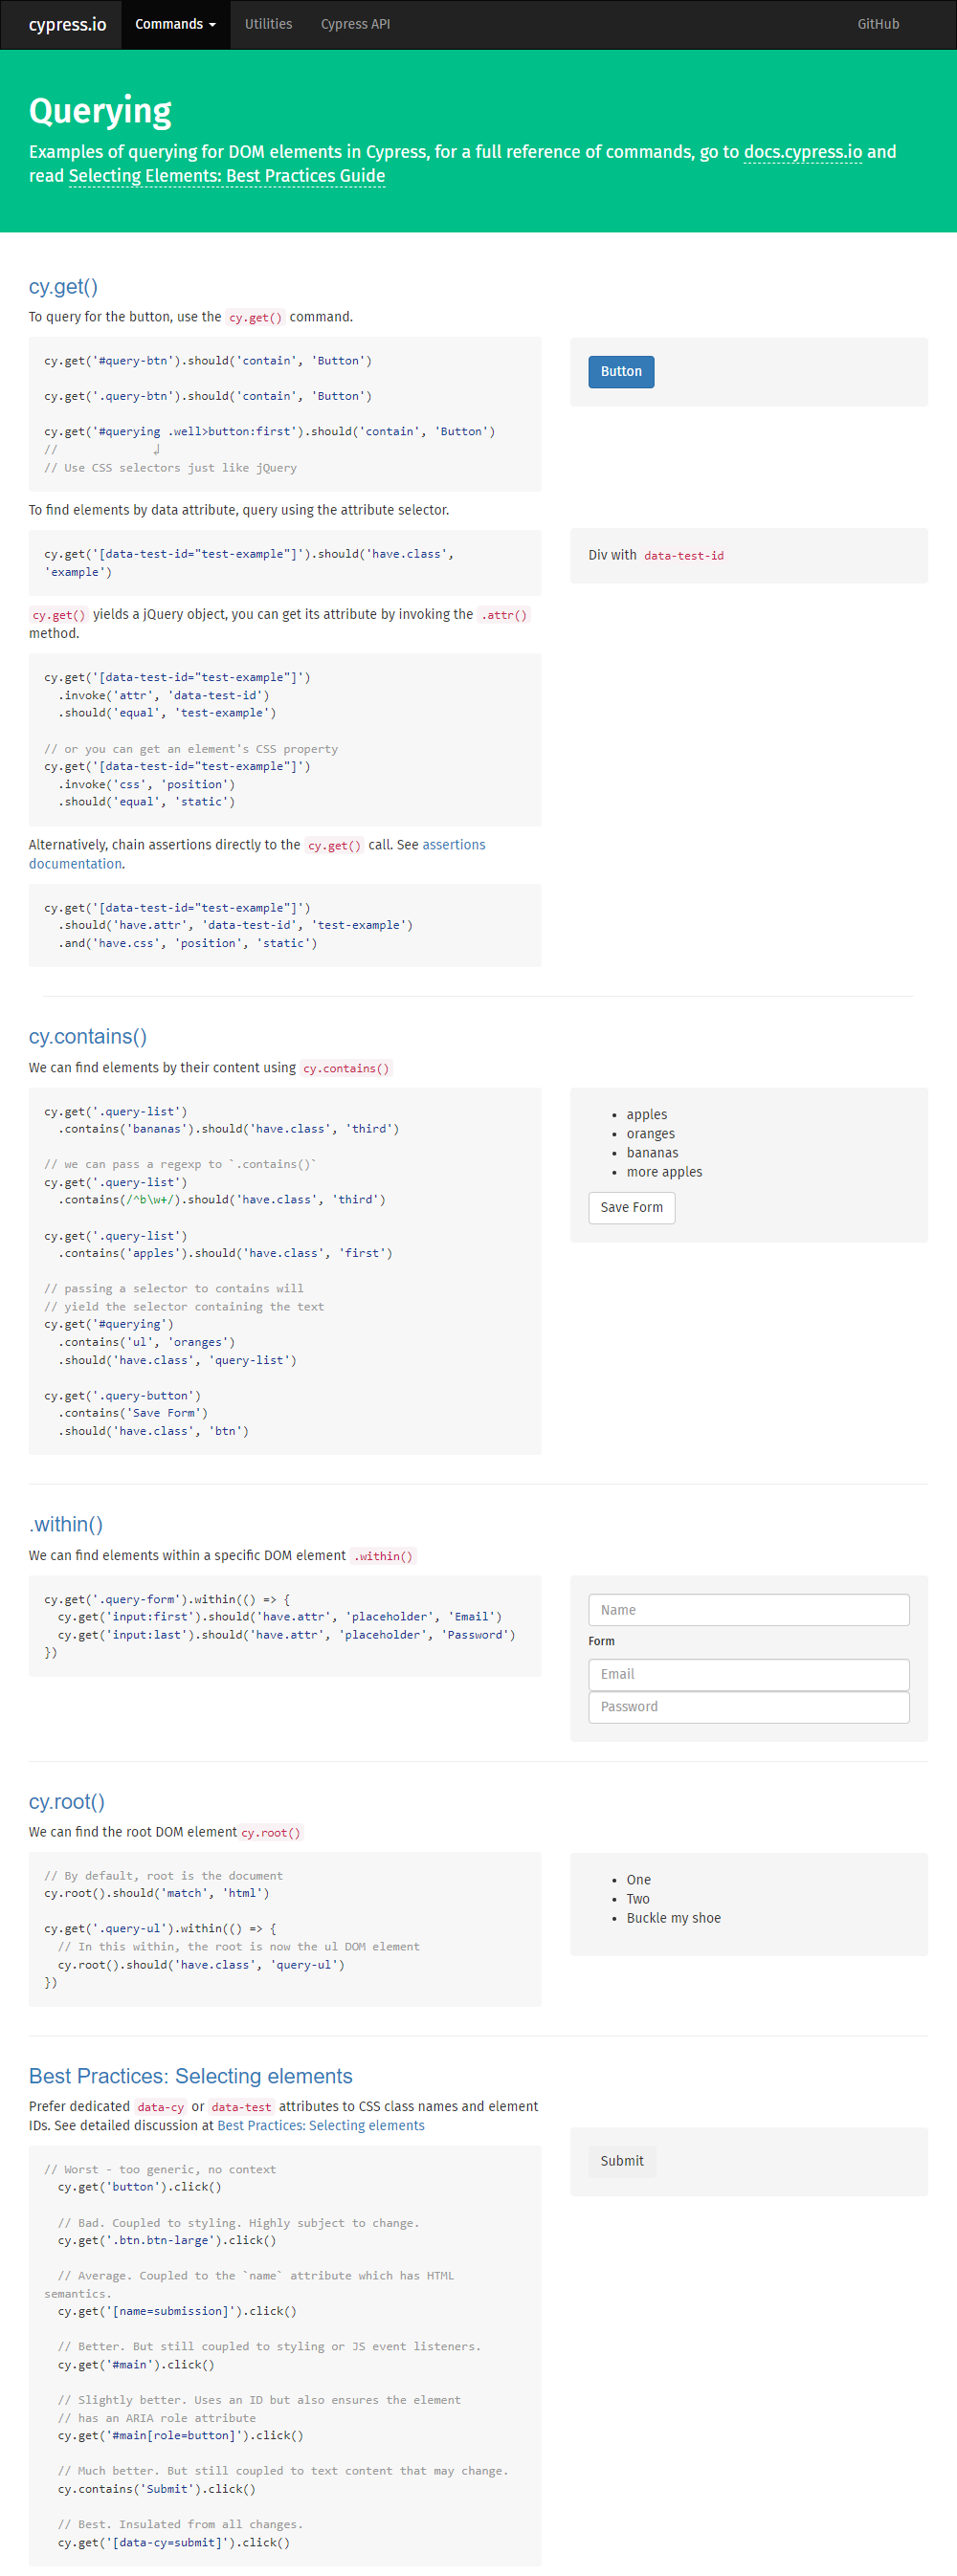 cypress.io Commands Utilities Cypress API GitHub
Querying
Examples of querying for DOM elements in Cypress, for a full reference of commands, go to docs.cypress.io and
read Selecting Elements: Best Practices Guide
cy.get()
To query for the button, use the cy.get() command.
cy.get('#query-btn').should('contain', 'Button')
cy.get('.query-btn').should('contain', 'Button')
cy.get('#querying .well>button:first').should('contain', 'Button')
// ↲
// Use CSS selectors just like jQuery
Button
To find elements by data attribute, query using the attribute selector.
cy.get('[data-test-id="test-example"]').should('have.class',
'example')
Div with data-test-id
cy.get() yields a jQuery object, you can get its attribute by invoking the .attr()
method.
cy.get('[data-test-id="test-example"]')
.invoke('attr', 'data-test-id')
.should('equal', 'test-example')
// or you can get an element's CSS property
cy.get('[data-test-id="test-example"]')
.invoke('css', 'position')
.should('equal', 'static')
Alternatively, chain assertions directly to the cy.get() call. See assertions
documentation.
cy.get('[data-test-id="test-example"]')
.should('have.attr', 'data-test-id', 'test-example')
.and('have.css', 'position', 'static')
cy.contains()
We can find elements by their content using cy.contains()
cy.get('.query-list')
.contains('bananas').should('have.class', 'third')
// we can pass a regexp to `.contains()`
cy.get('.query-list')
.contains(/^b\w+/).should('have.class', 'third')
cy.get('.query-list')
.contains('apples').should('have.class', 'first')
// passing a selector to contains will
// yield the selector containing the text
cy.get('#querying')
.contains('ul', 'oranges')
.should('have.class', 'query-list')
cy.get('.query-button')
.contains('Save Form')
.should('have.class', 'btn')
• apples
• oranges
• bananas
• more apples
Save Form
.within()
We can find elements within a specific DOM element .within()
cy.get('.query-form').within(() => {
cy.get('input:first').should('have.attr', 'placeholder', 'Email')
cy.get('input:last').should('have.attr', 'placeholder', 'Password')
})
Name
Form
Email
Password
cy.root()
We can find the root DOM element cy.root()
// By default, root is the document
cy.root().should('match', 'html')
cy.get('.query-ul').within(() => {
// In this within, the root is now the ul DOM element
cy.root().should('have.class', 'query-ul')
})
• One
• Two
• Buckle my shoe
Best Practices: Selecting elements
Prefer dedicated data-cy or data-test attributes to CSS class names and element
IDs. See detailed discussion at Best Practices: Selecting elements
// Worst - too generic, no context
cy.get('button').click()
// Bad. Coupled to styling. Highly subject to change.
cy.get('.btn.btn-large').click()
// Average. Coupled to the `name` attribute which has HTML
semantics.
cy.get('[name=submission]').click()
// Better. But still coupled to styling or JS event listeners.
cy.get('#main').click()
// Slightly better. Uses an ID but also ensures the element
// has an ARIA role attribute
cy.get('#main[role=button]').click()
// Much better. But still coupled to text content that may change.
cy.contains('Submit').click()
// Best. Insulated from all changes.
cy.get('[data-cy=submit]').click()
Submit